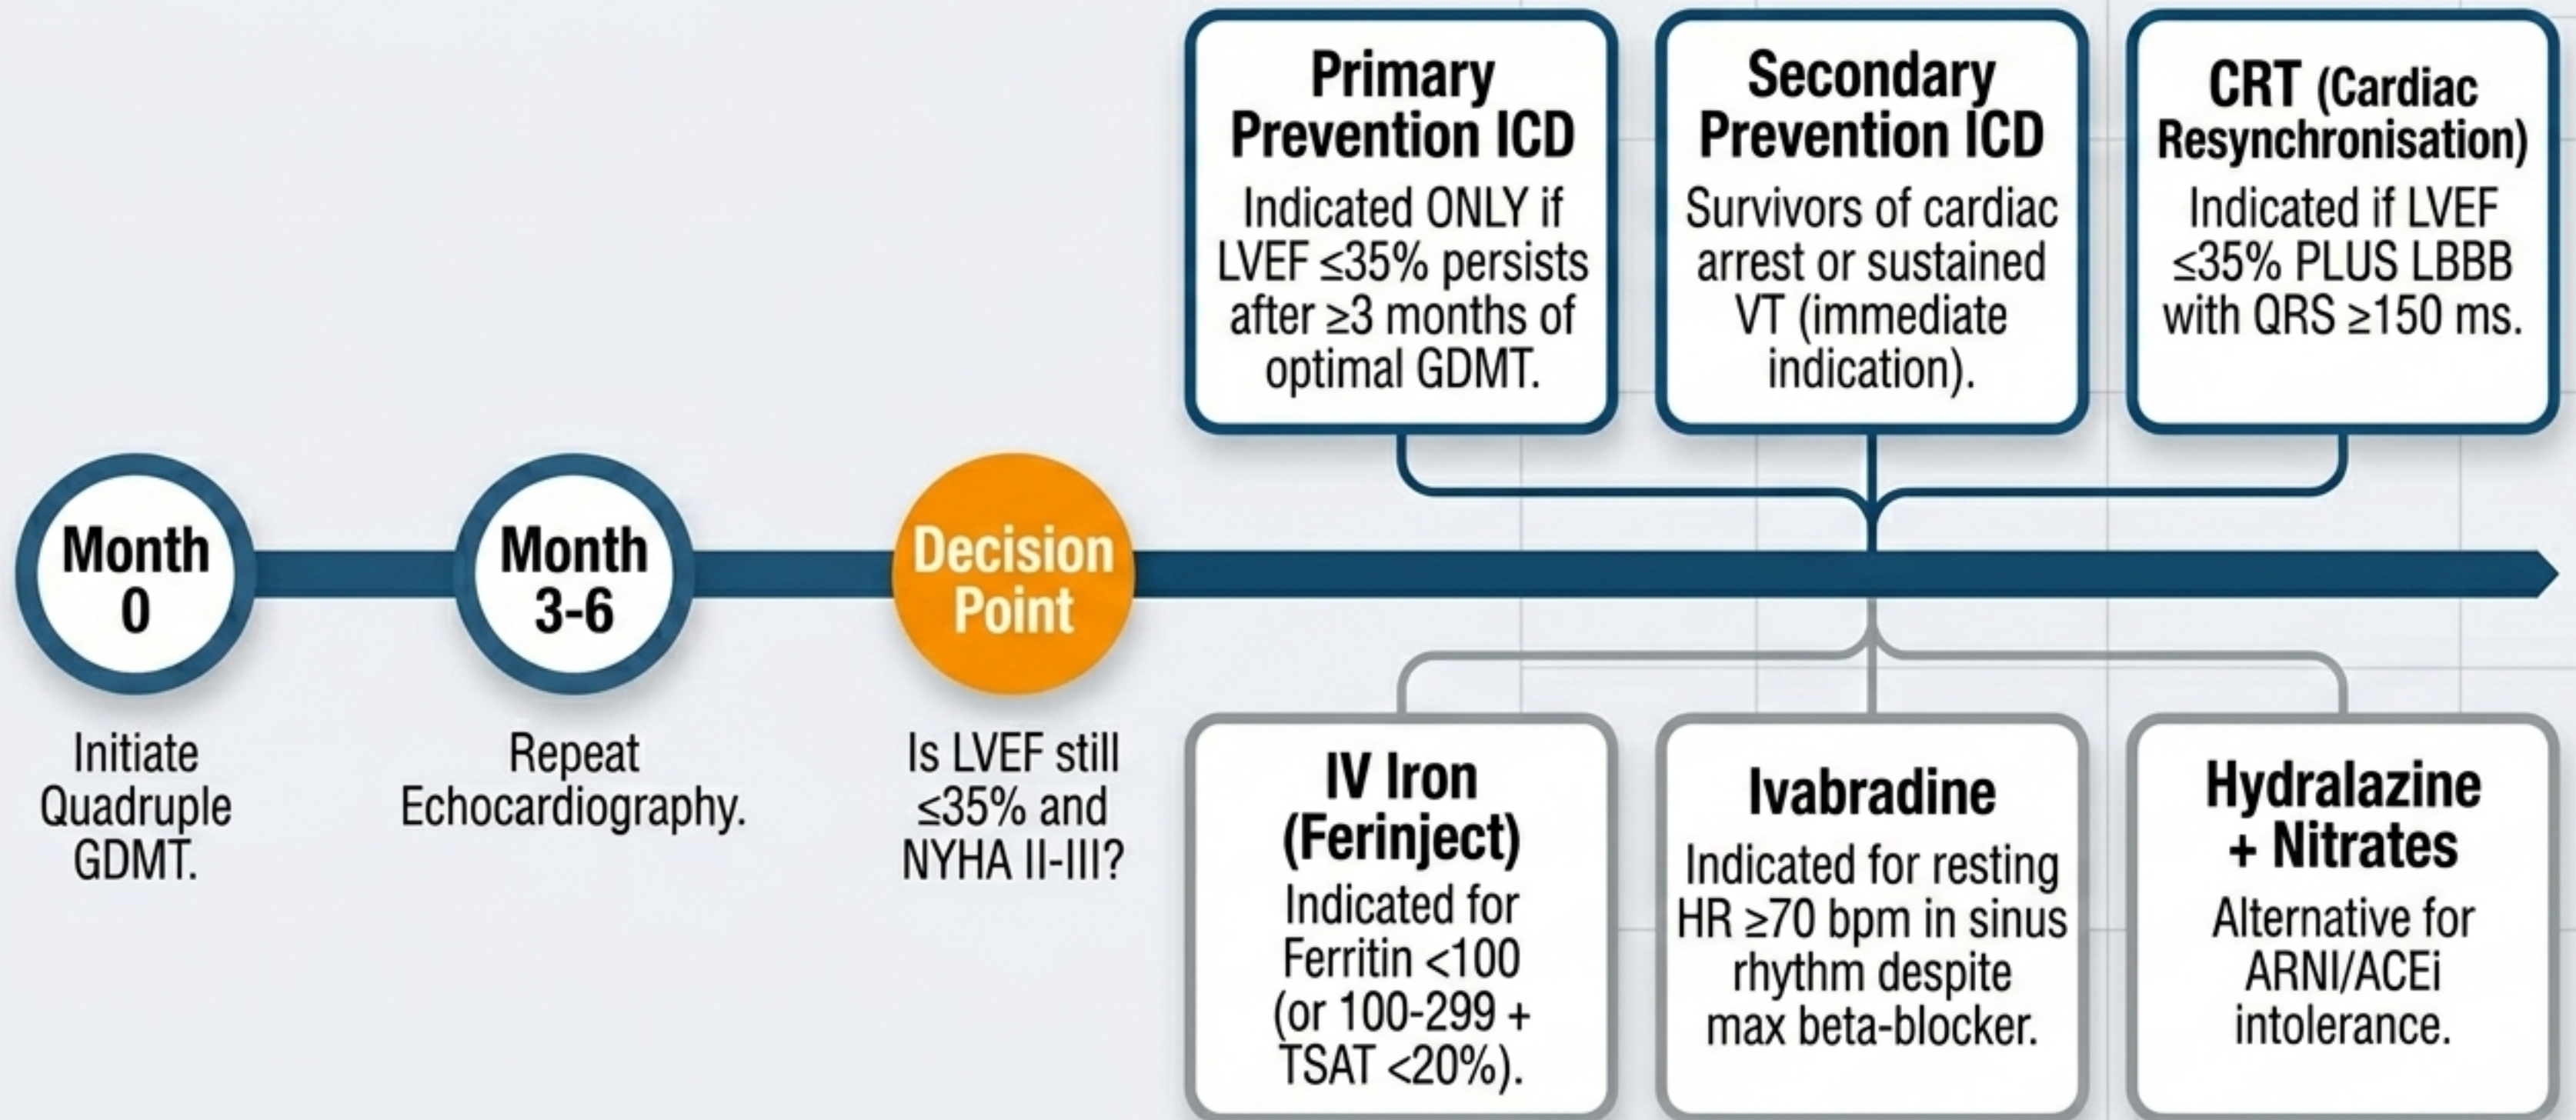 Month
0
Initiate
Quadruple
GDMT.
Month
3-6
Repeat
Echocardiography.
Decision
Point
Is LVEF still
≤35% and
NYHA II-III?
Primary
Prevention ICD
Indicated ONLY if
LVEF ≤35% persists
after ≥3 months of
optimal GDMT.
Secondary
Prevention ICD
Survivors of cardiac
arrest or sustained
VT (immediate
indication).
CRT (Cardiac
Resynchronisation)
Indicated if LVEF
≤35% PLUS LBBB
with QRS ≥150 ms.
IV Iron
(Ferinject)
Indicated for
Ferritin <100
(or 100-299 +
TSAT <20%).
Ivabradine
Indicated for resting
HR ≥70 bpm in sinus
rhythm despite
max beta-blocker.
Hydralazine
+ Nitrates
Alternative for
ARNI/ACEi
intolerance.